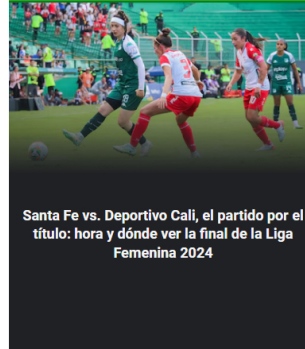 Santa Fe vs. Deportivo Cali, el partido por el
título: hora y dónde ver la final de la Liga
Femenina 2024